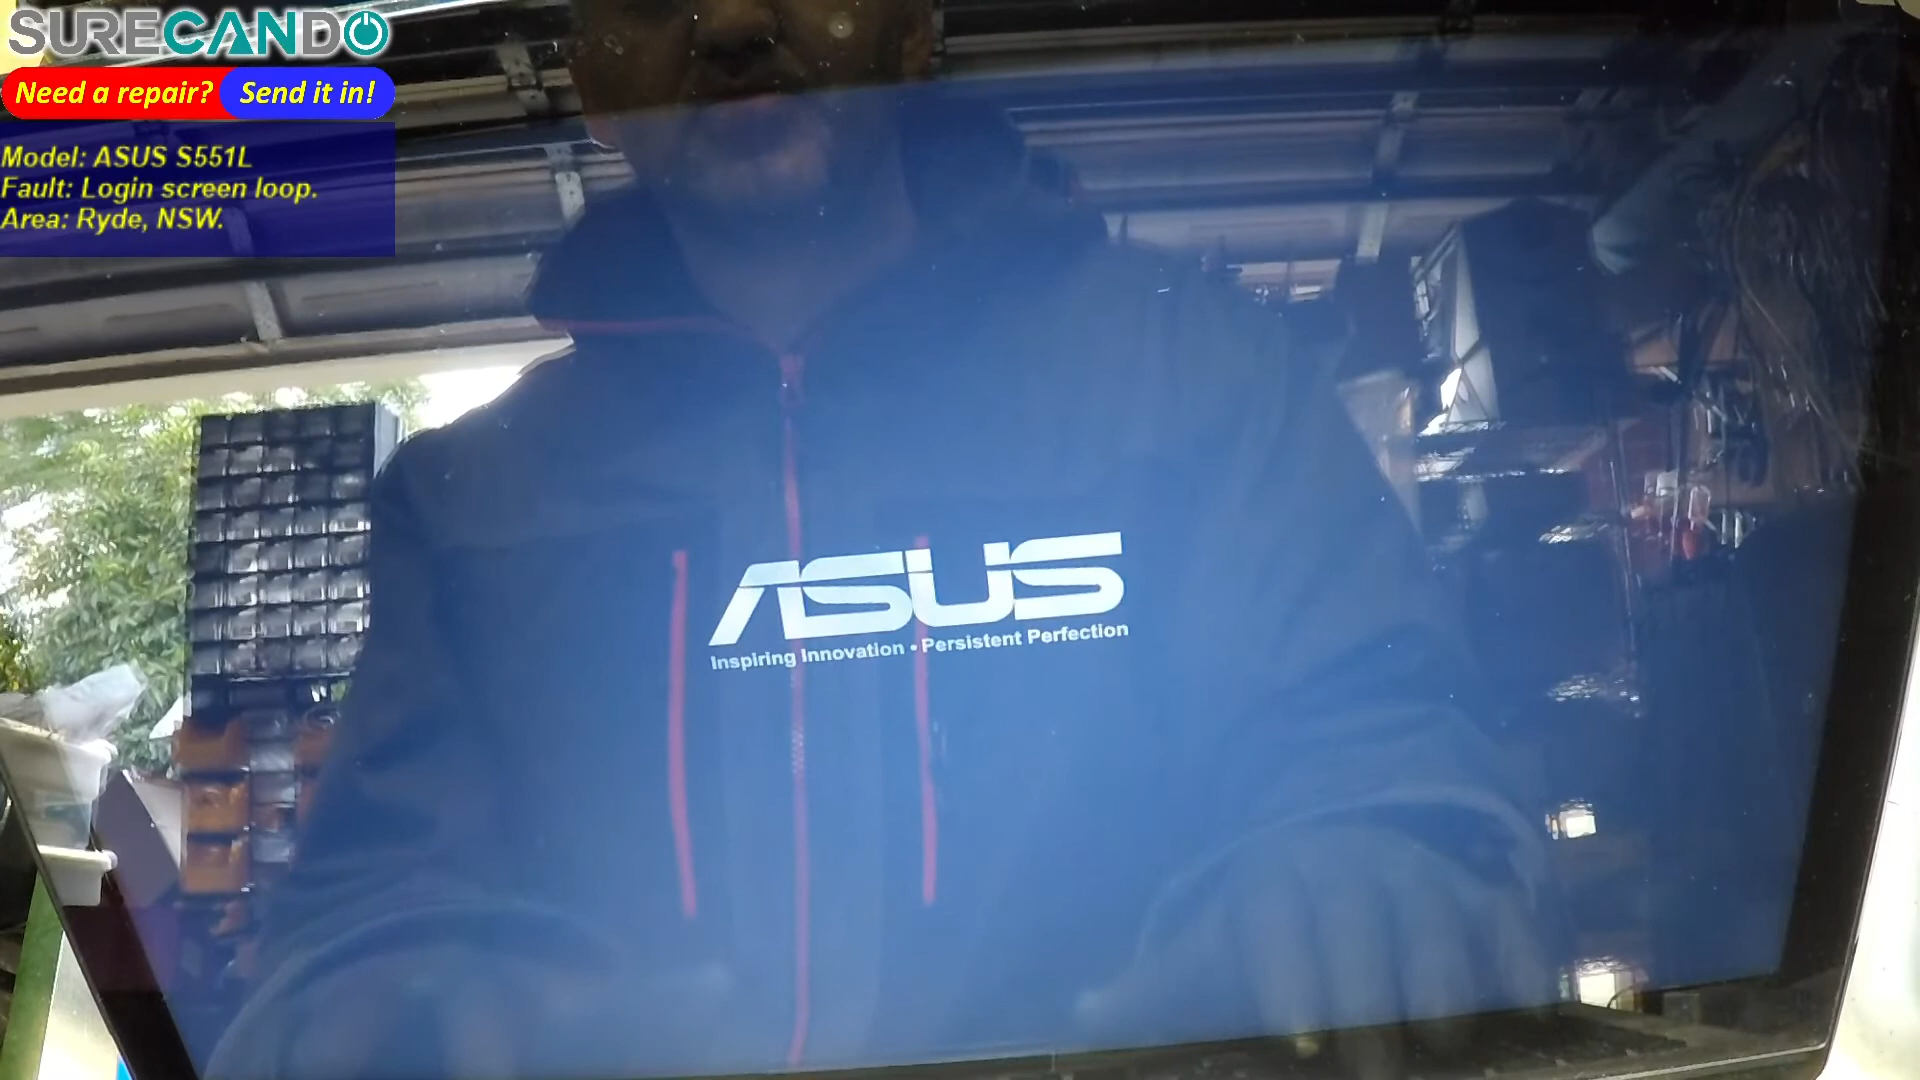 SURECANDO
Need a repair? Send it in!
Model: ASUS S551L
Fault: Login screen loop.
Area: Ryde, NSW.
ASUS
Inspiring Innovation • Persistent Perfection